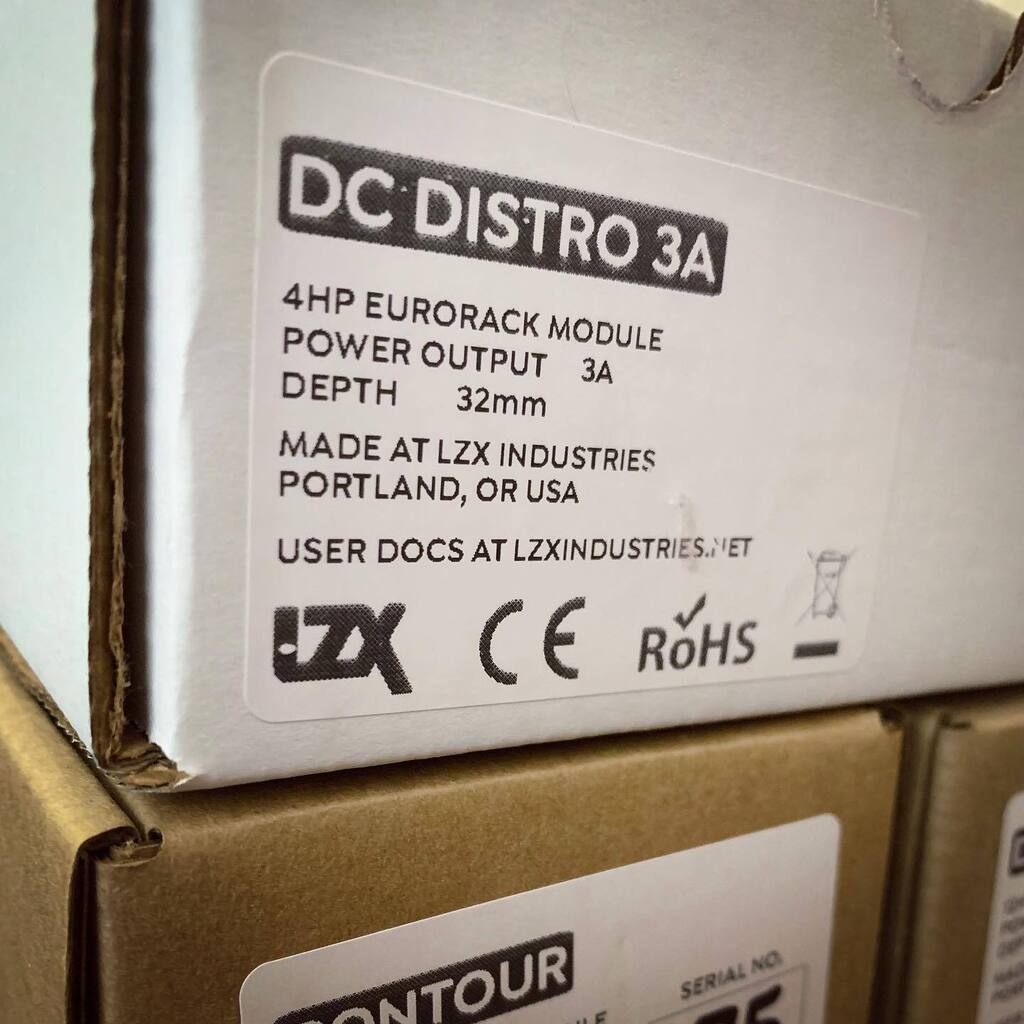 DC DISTRO 3A
4HP EURORACK MODULE
POWER OUTPUT 3A
DEPTH 32mm
MADE AT LZX INDUSTRIES
PORTLAND, OR USA
USER DOCS AT LZXINDUSTRIES.NET
LZX CE RoHS
CONTOUR
SERIAL NO.